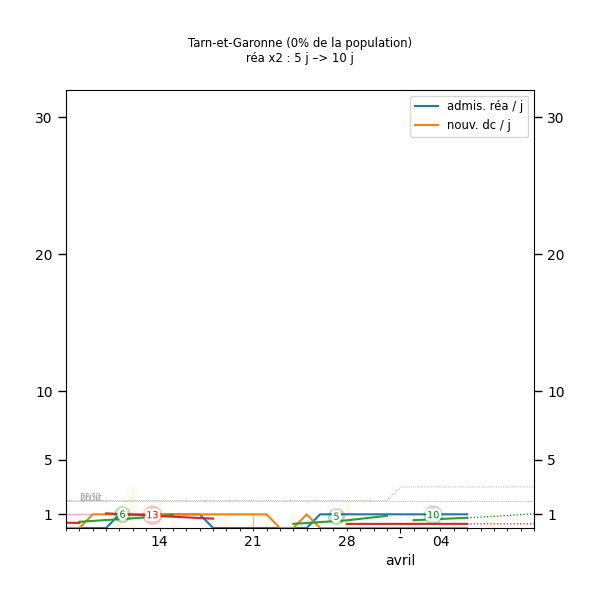 Tarn-et-Garonne (0% de la population)
réa x2 : 5 j –> 10 j
admis. réa / j
nouv. dc / j
30 30
20 20
10 10
5 5
1 1
6 13 5 10
14 21 28 - 04
avril